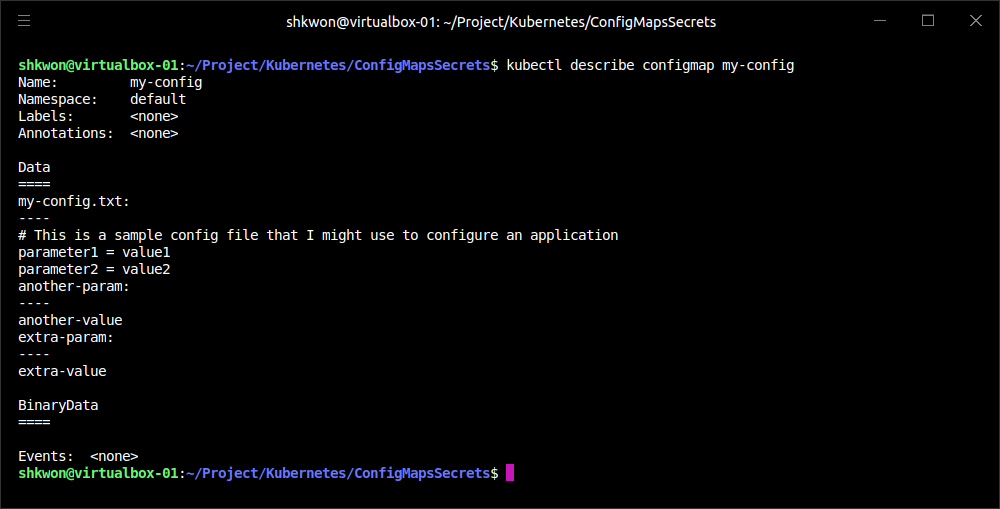 shkwon@virtualbox-01: ~/Project/Kubernetes/ConfigMapsSecrets
shkwon@virtualbox-01:~/Project/Kubernetes/ConfigMapsSecrets$ kubectl describe configmap my-config
Name:         my-config
Namespace:    default
Labels:       <none>
Annotations:  <none>

Data
====
my-config.txt:
----
# This is a sample config file that I might use to configure an application
parameter1 = value1
parameter2 = value2
another-param:
----
another-value
extra-param:
----
extra-value

BinaryData
====

Events:  <none>
shkwon@virtualbox-01:~/Project/Kubernetes/ConfigMapsSecrets$